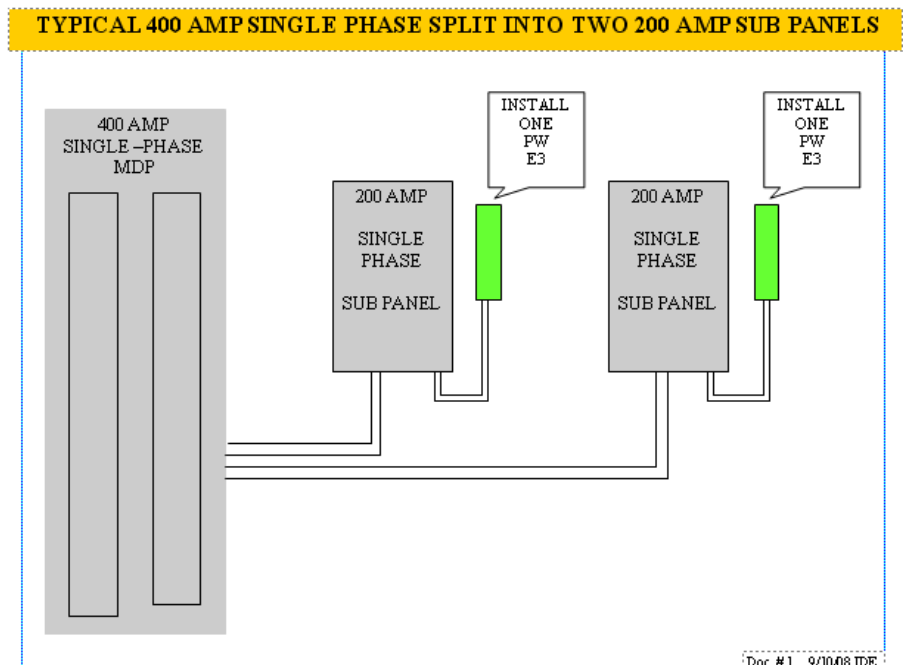 TYPICAL 400 AMP SINGLE PHASE SPLIT INTO TWO 200 AMP SUB PANELS
400 AMP
SINGLE –PHASE
MDP
200 AMP
SINGLE
PHASE
SUB PANEL
INSTALL
ONE
PW
E3
200 AMP
SINGLE
PHASE
SUB PANEL
INSTALL
ONE
PW
E3
Doc #1 9/10/08 JDE